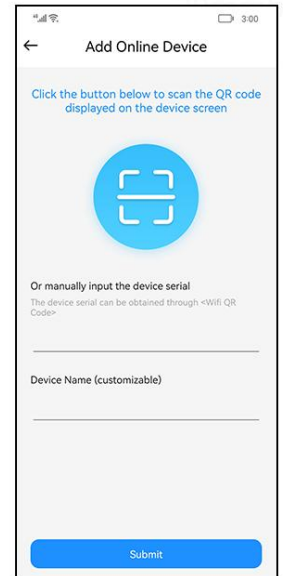 3:00
Add Online Device
Click the button below to scan the QR code
displayed on the device screen
Or manually input the device serial
The device serial can be obtained through <Wifi QR
Code>
Device Name (customizable)
Submit